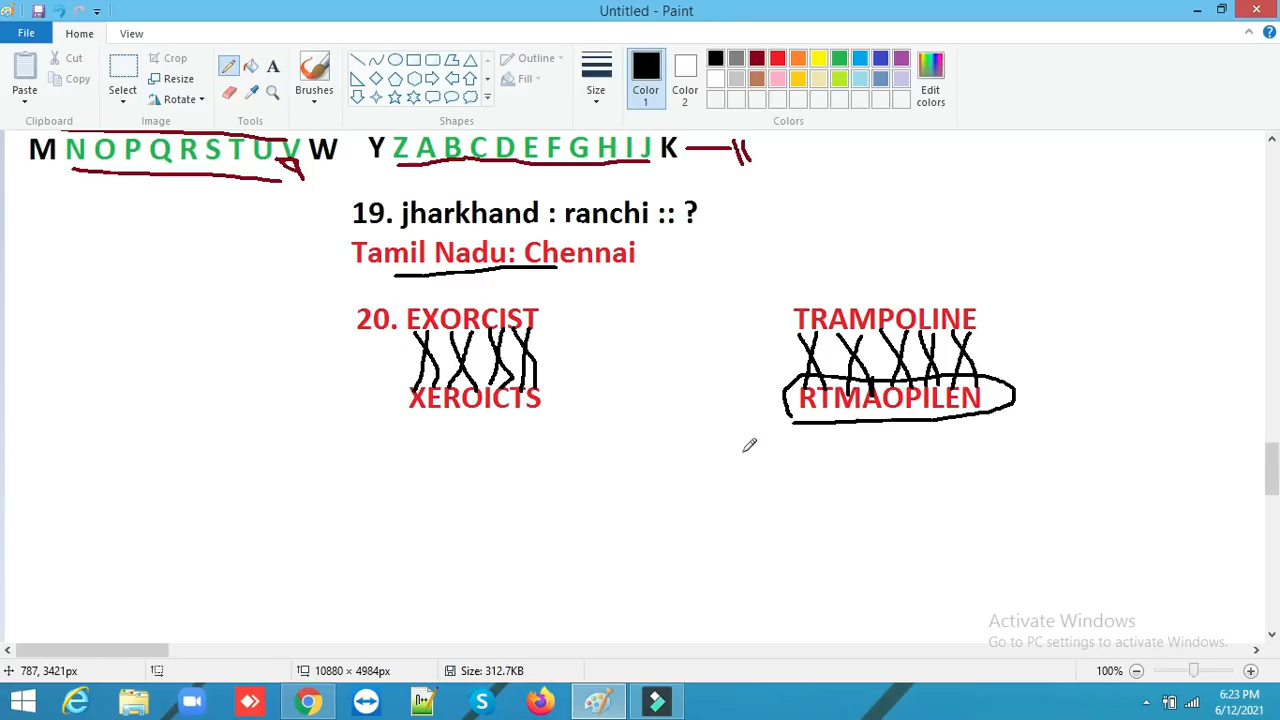 Untitled - Paint
File Home View
Paste
Cut
Copy
Clipboard
Select
Crop
Resize
Rotate
Image
A
Tools
Brushes
Outline
Fill
Shapes
Size
Color 1
Color 2
Edit colors
Colors
M N O P Q R S T U V W Y Z A B C D E F G H I J K
19. jharkhand : ranchi :: ?
Tamil Nadu: Chennai
20. EXORCIST TRAMPOLINE
XEROICTS RTMAOPILEN
Activate Windows
Go to PC settings to activate Windows.
787, 3421px 10880 × 4984px Size: 312.7KB 100%
6:23 PM
6/12/2021